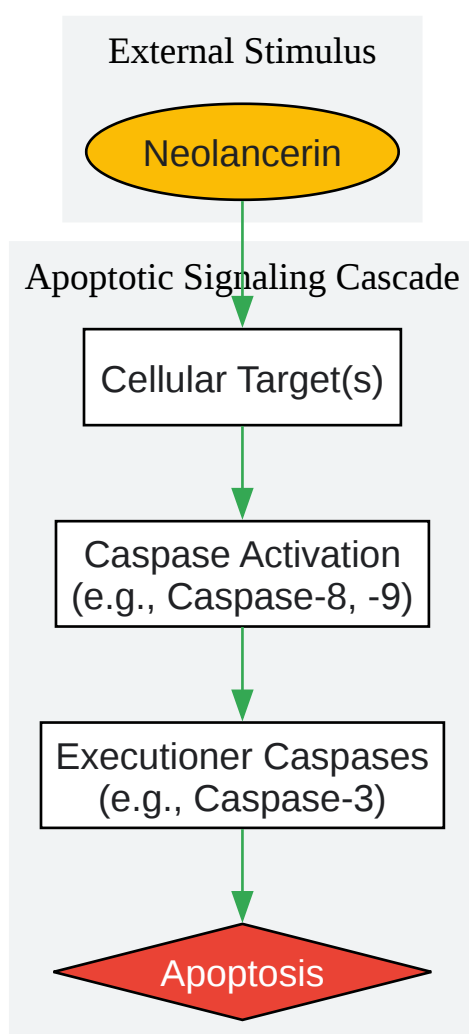 External Stimulus
Neolancerin
Apoptotic Signaling Cascade
Cellular Target(s)
Caspase Activation
(e.g., Caspase-8, -9)
Executioner Caspases
(e.g., Caspase-3)
Apoptosis